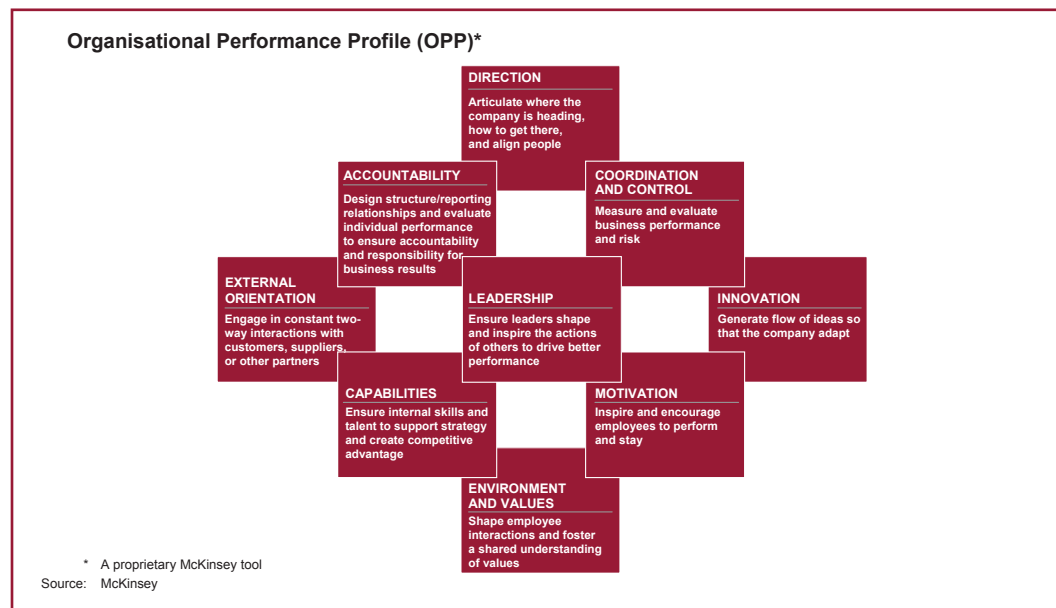 Organisational Performance Profile (OPP)*
DIRECTION
Articulate where the
company is heading,
how to get there,
and align people
ACCOUNTABILITY
Design structure/reporting
relationships and evaluate
individual performance
to ensure accountability
and responsibility for
business results
COORDINATION
AND CONTROL
Measure and evaluate
business performance
and risk
EXTERNAL
ORIENTATION
Engage in constant two-
way interactions with
customers, suppliers,
or other partners
LEADERSHIP
Ensure leaders shape
and inspire the actions
of others to drive better
performance
INNOVATION
Generate flow of ideas so
that the company adapt
CAPABILITIES
Ensure internal skills and
talent to support strategy
and create competitive
advantage
MOTIVATION
Inspire and encourage
employees to perform
and stay
ENVIRONMENT
AND VALUES
Shape employee
interactions and foster
a shared understanding
of values
* A proprietary McKinsey tool
Source: McKinsey